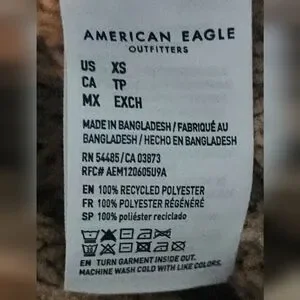 AMERICAN EAGLE
OUTFITTERS
US XS
CA TP
MX EXCH
MADE IN BANGLADESH / FABRIQUÉ AU
BANGLADESH / HECHO EN BANGLADESH
RN 54485/CA 03873
RFC# AEM120605U9A
EN 100% RECYCLED POLYESTER
FR 100% POLYESTER RÉGÉNÉRÉ
SP 100% poliéster reciclado
EN TURN GARMENT INSIDE OUT.
MACHINE WASH COLD WITH LIKE COLORS,